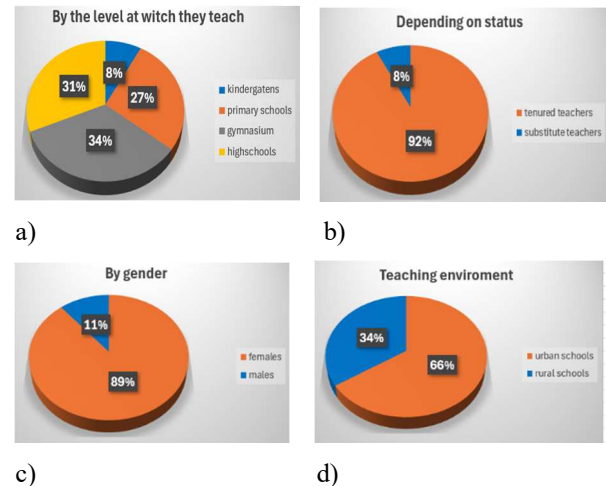 By the level at witch they teach
8%
27%
34%
31%
kindergatens
primary schools
gymnasium
highschools
a)
Depending on status
8%
92%
tenured teachers
substitute teachers
b)
By gender
11%
89%
females
males
c)
Teaching enviroment
34%
66%
urban schools
rural schools
d)